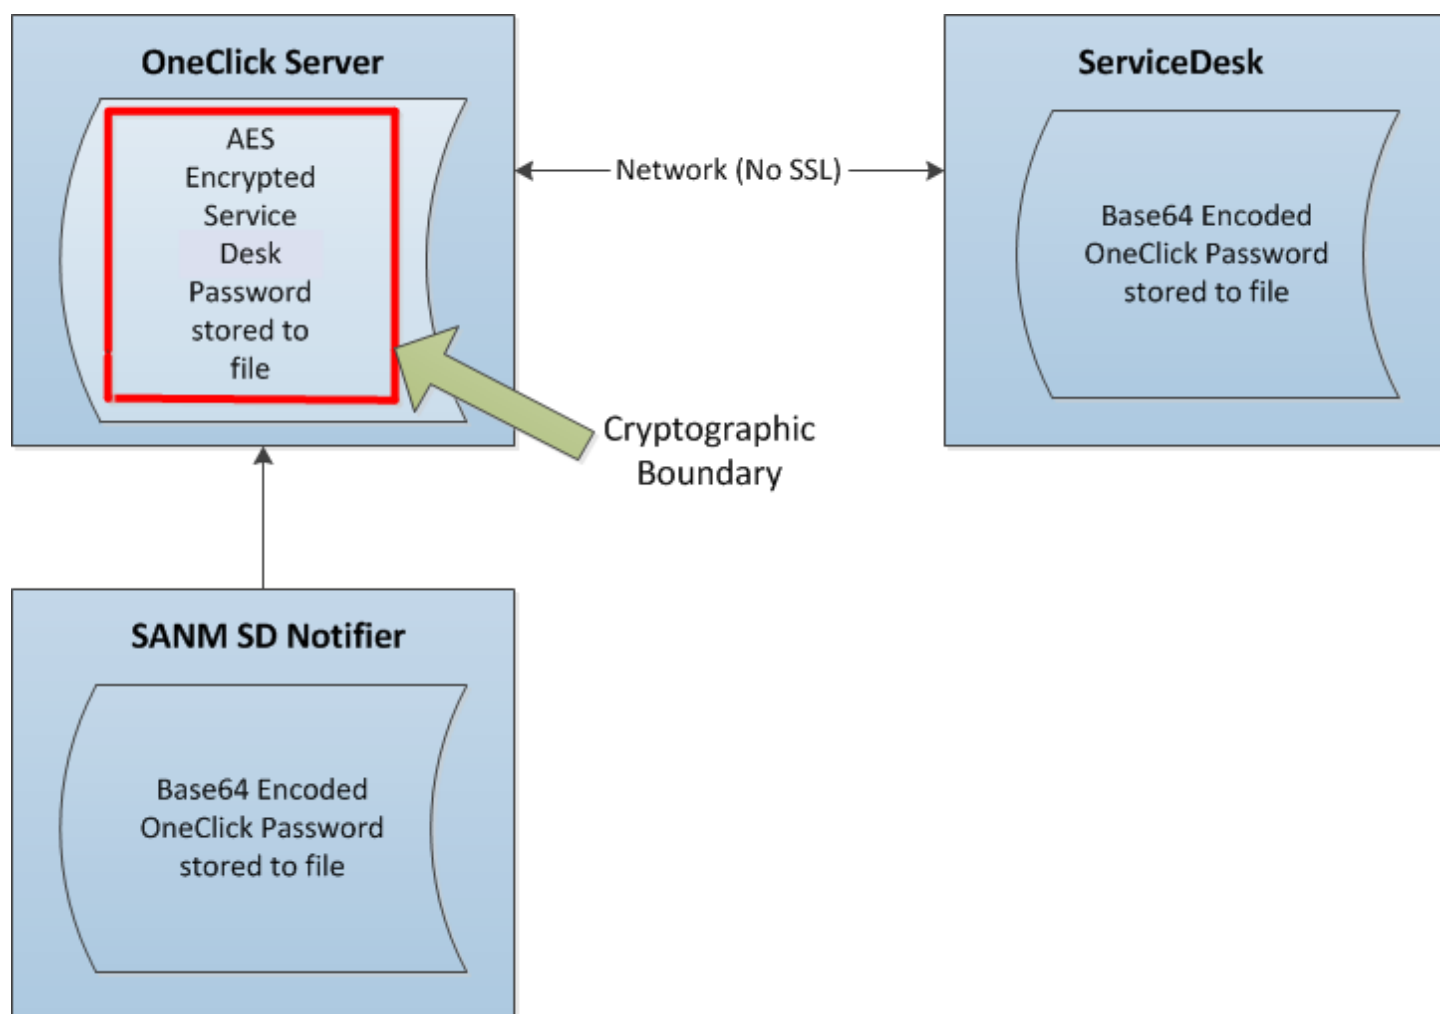 OneClick Server
AES
Encrypted
Service
Desk
Password
stored to
file
Network (No SSL)
ServiceDesk
Base64 Encoded
OneClick Password
stored to file
Cryptographic
Boundary
SANM SD Notifier
Base64 Encoded
OneClick Password
stored to file